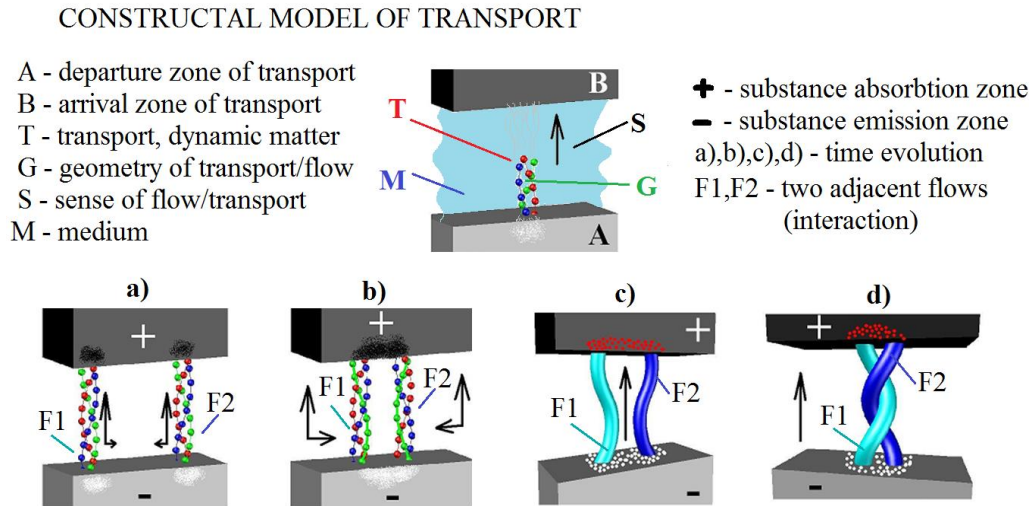 CONSTRUCTAL MODEL OF TRANSPORT
A - departure zone of transport
B - arrival zone of transport
T - transport, dynamic matter
G - geometry of transport/flow
S - sense of flow/transport
M - medium
B
T
S
M
G
A
+ - substance absorbtion zone
- - substance emission zone
a),b),c),d) - time evolution
F1,F2 - two adjacent flows
(interaction)
a)
+
F1
F2
-
b)
+
F1
F2
-
c)
+
F1
F2
-
d)
+
F2
F1
-